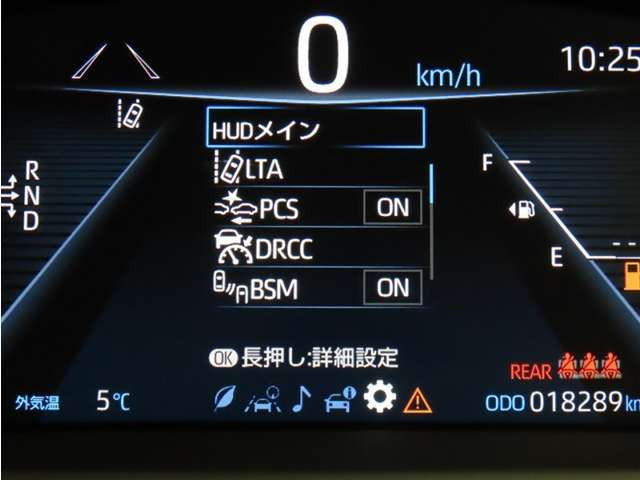 0 km/h 10:25
HUDメイン
LTA
PCS ON
DRCC
BSM ON
R
N
D
F
E
OK 長押し:詳細設定
REAR
外気温 5℃
ODO 018289km